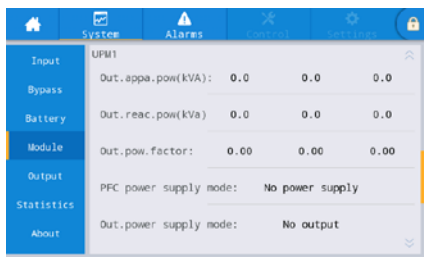 System Alarms Control Settings
Input
Bypass
Battery
Module
Output
Statistics
About
UPM1
Out.appa.pow(kVA): 0.0 0.0 0.0
Out.reac.pow(kVa) 0.0 0.0 0.0
Out.pow.factor: 0.00 0.00 0.00
PFC power supply mode: No power supply
Out.power supply mode: No output